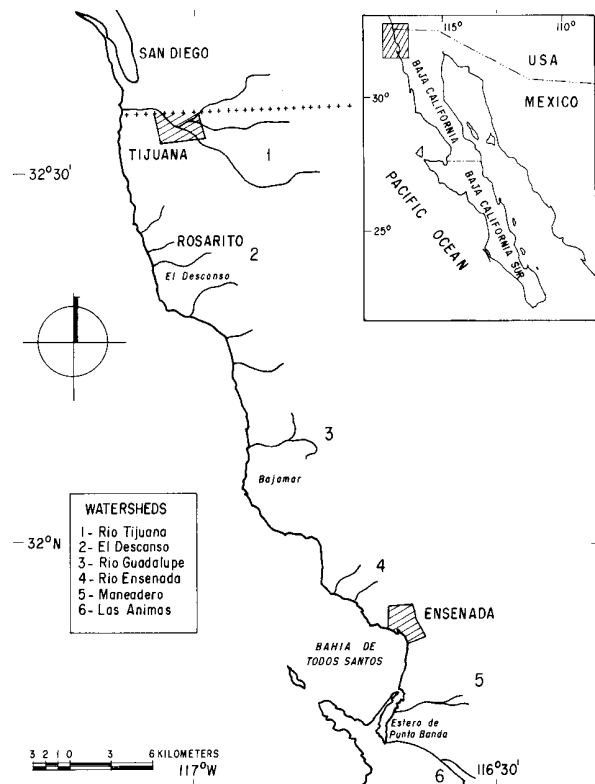 SAN DIEGO
TIJUANA
1
32°30'
ROSARITO
2
El Descanso
3
Bajamar
WATERSHEDS
1- Rio Tijuana
2- El Descanso
3- Rio Guadalupe
4- Rio Ensenada
5- Maneadero
6- Las Animas
32°N
4
ENSENADA
BAHIA DE
TODOS SANTOS
5
Estero de
Punta Banda
6
3 2 1 0 3 6 KILOMETERS
117°W
116°30'
115°
110°
USA
MEXICO
30°
25°
BAJA CALIFORNIA
BAJA CALIFORNIA SUR
PACIFIC OCEAN